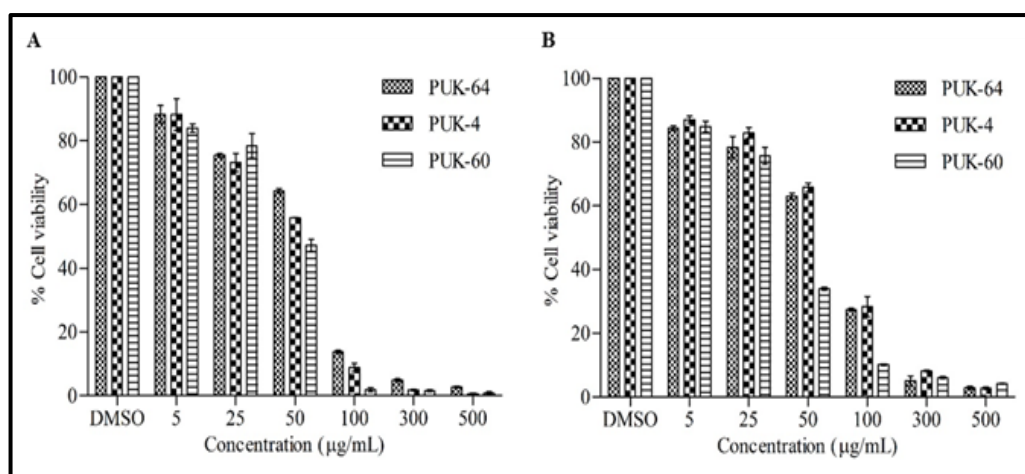 A
% Cell viability
100
80
60
40
20
0
PUK-64
PUK-4
PUK-60
DMSO 5 25 50 100 300 500
Concentration (µg/mL)
B
% Cell viability
100
80
60
40
20
0
PUK-64
PUK-4
PUK-60
DMSO 5 25 50 100 300 500
Concentration (µg/mL)